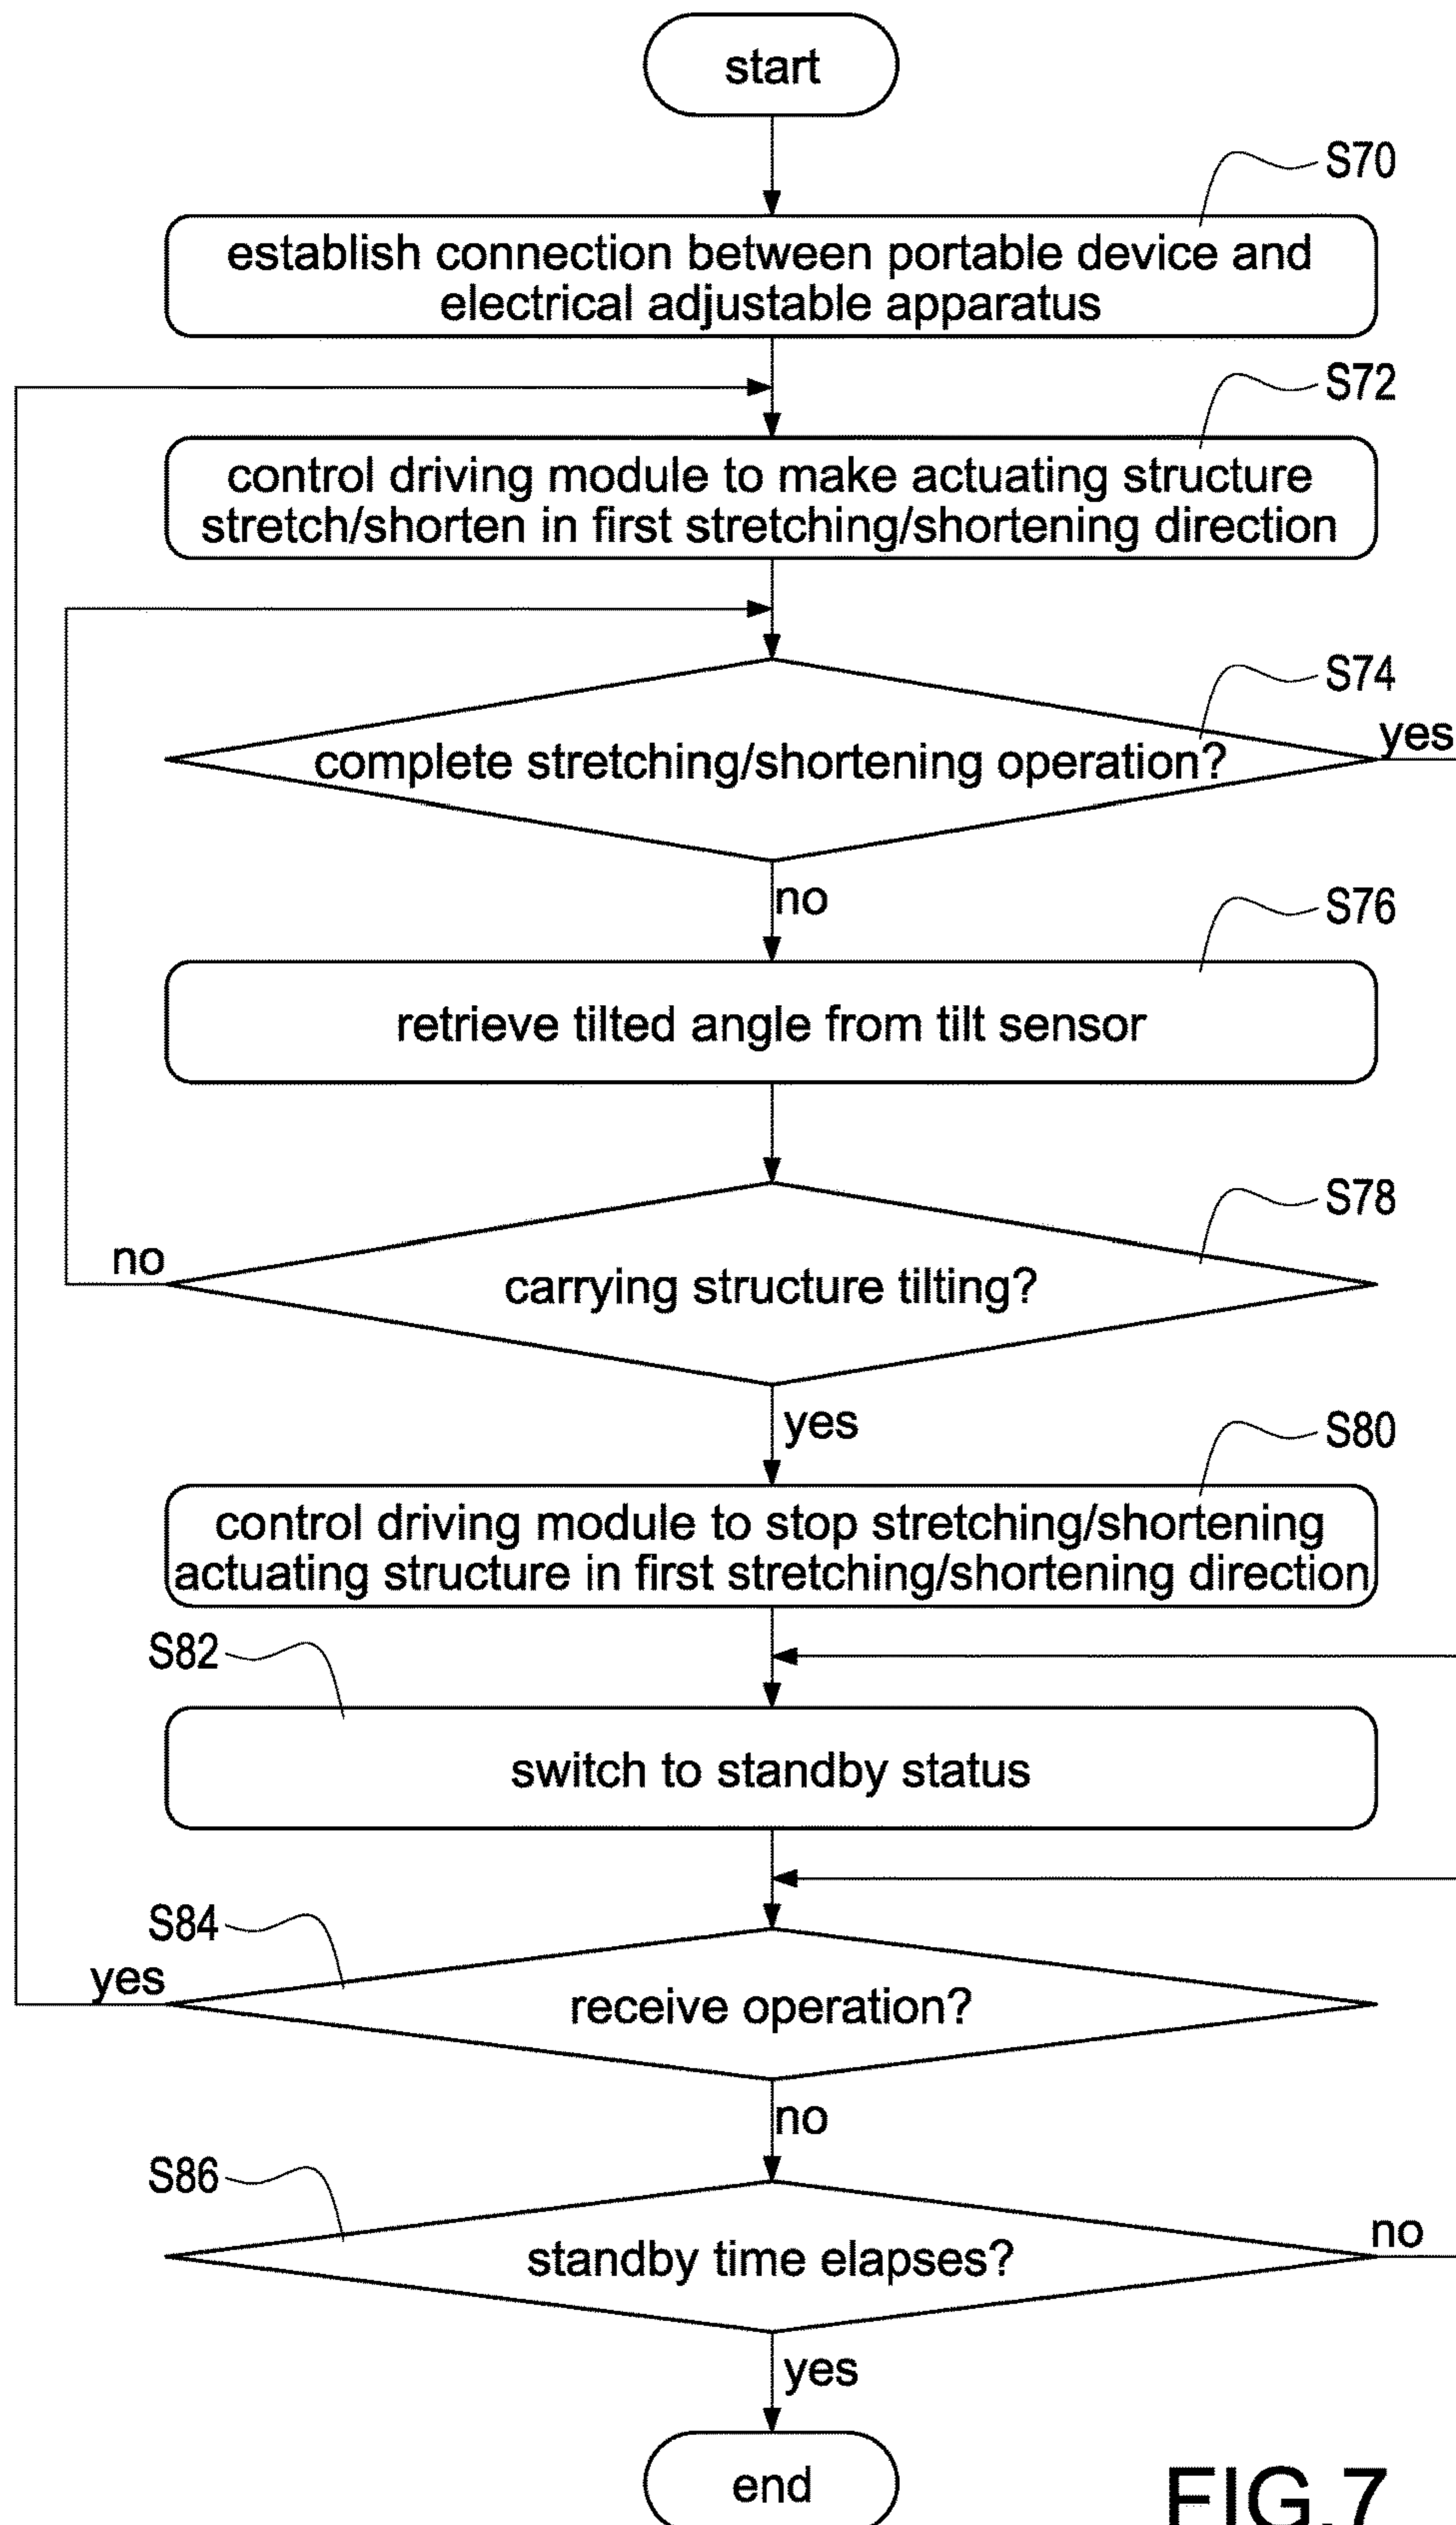 start
S70
establish connection between portable device and
electrical adjustable apparatus
S72
control driving module to make actuating structure
stretch/shorten in first stretching/shortening direction
S74
yes
complete stretching/shortening operation?
no
S76
retrieve tilted angle from tilt sensor
S78
no
carrying structure tilting?
yes
S80
control driving module to stop stretching/shortening
actuating structure in first stretching/shortening direction
S82
switch to standby status
S84
yes
receive operation?
no
S86
no
standby time elapses?
yes
end
FIG.7